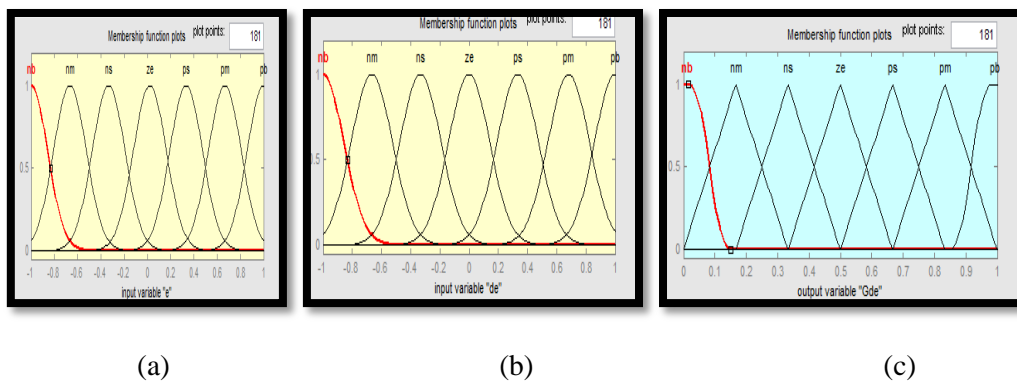 Membership function plots plot points: 181
nb nm ns ze ps pm pb
1
0.5
0
-1 -0.8 -0.6 -0.4 -0.2 0 0.2 0.4 0.6 0.8 1
input variable "e"
(a)
Membership function plots plot points: 181
nb nm ns ze ps pm pb
1
0.5
0
-1 -0.8 -0.6 -0.4 -0.2 0 0.2 0.4 0.6 0.8 1
input variable "de"
(b)
Membership function plots plot points: 181
nb nm ns ze ps pm pb
1
0.5
0
0 0.1 0.2 0.3 0.4 0.5 0.6 0.7 0.8 0.9 1
output variable "Gde"
(c)